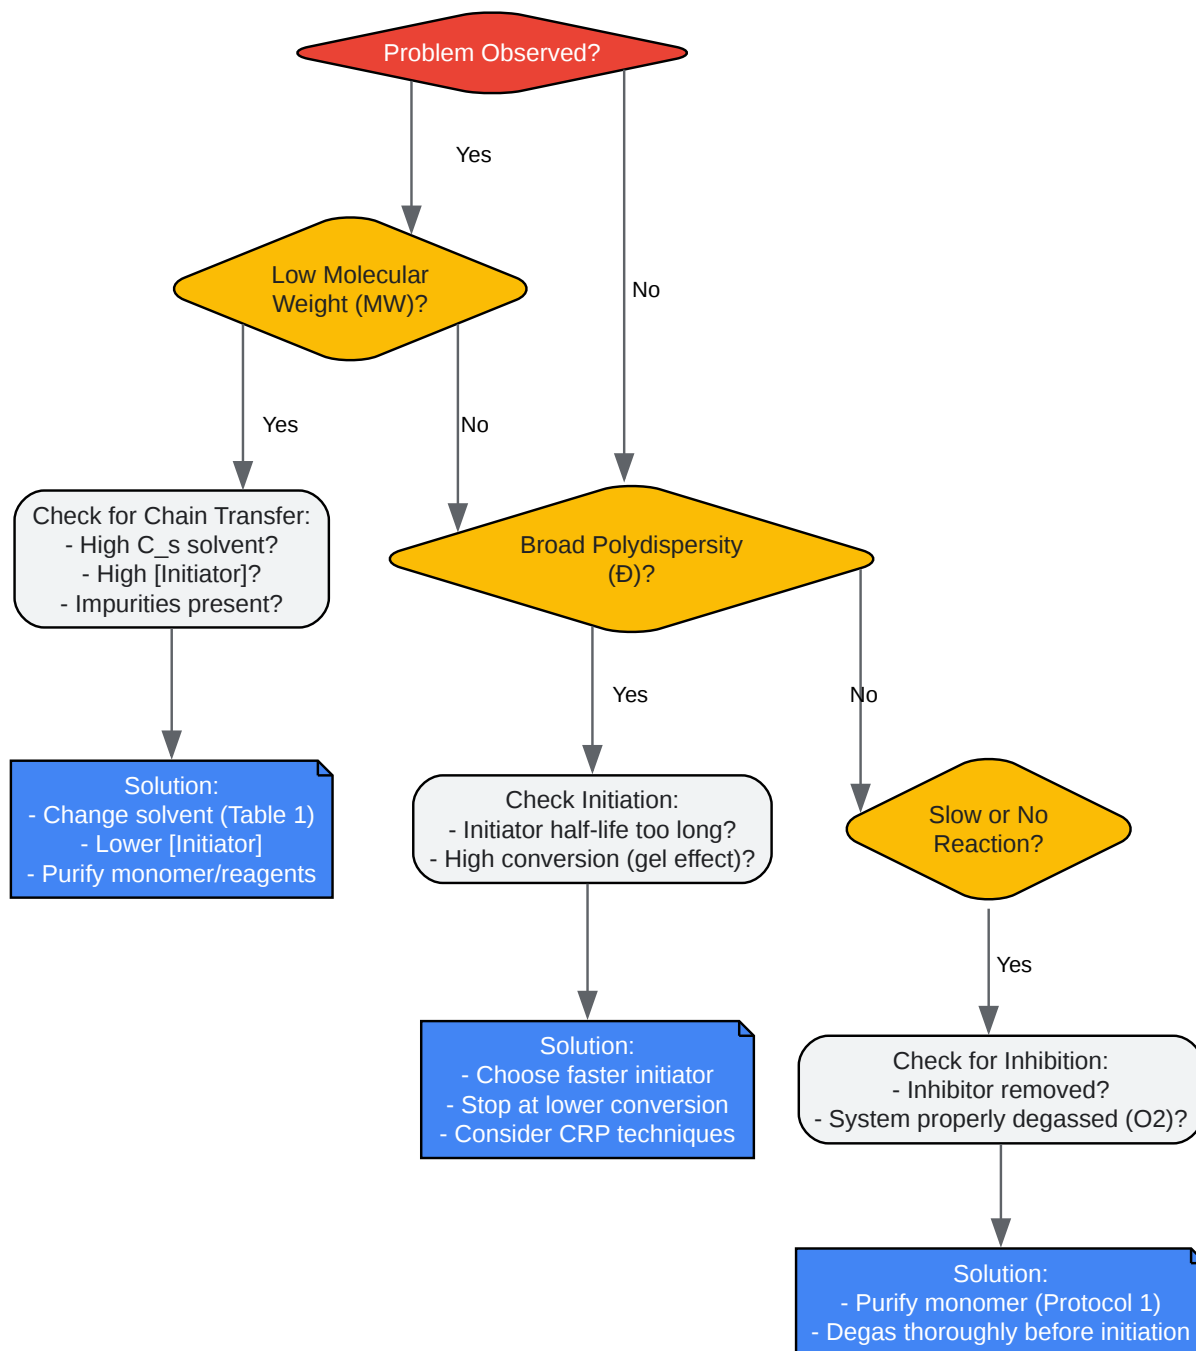 Problem Observed?
Yes
No
Low Molecular
Weight (MW)?
Yes
No
Check for Chain Transfer:
- High C_s solvent?
- High [Initiator]?
- Impurities present?
Solution:
- Change solvent (Table 1)
- Lower [Initiator]
- Purify monomer/reagents
Broad Polydispersity
(Đ)?
Yes
No
Check Initiation:
- Initiator half-life too long?
- High conversion (gel effect)?
Solution:
- Choose faster initiator
- Stop at lower conversion
- Consider CRP techniques
Slow or No
Reaction?
Yes
Check for Inhibition:
- Inhibitor removed?
- System properly degassed (O2)?
Solution:
- Purify monomer (Protocol 1)
- Degas thoroughly before initiation